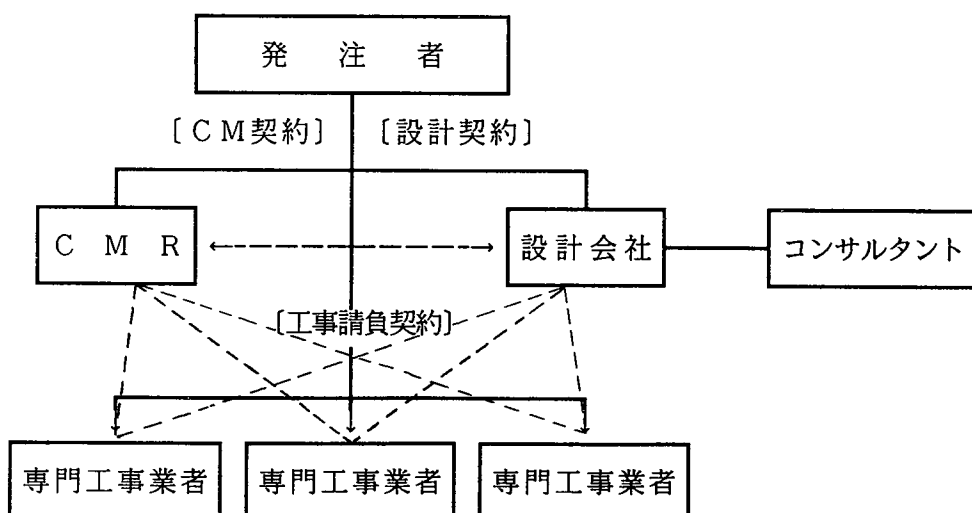 発注者
〔CM契約〕〔設計契約〕
CMR
設計会社
コンサルタント
〔工事請負契約〕
専門工事業者
専門工事業者
専門工事業者